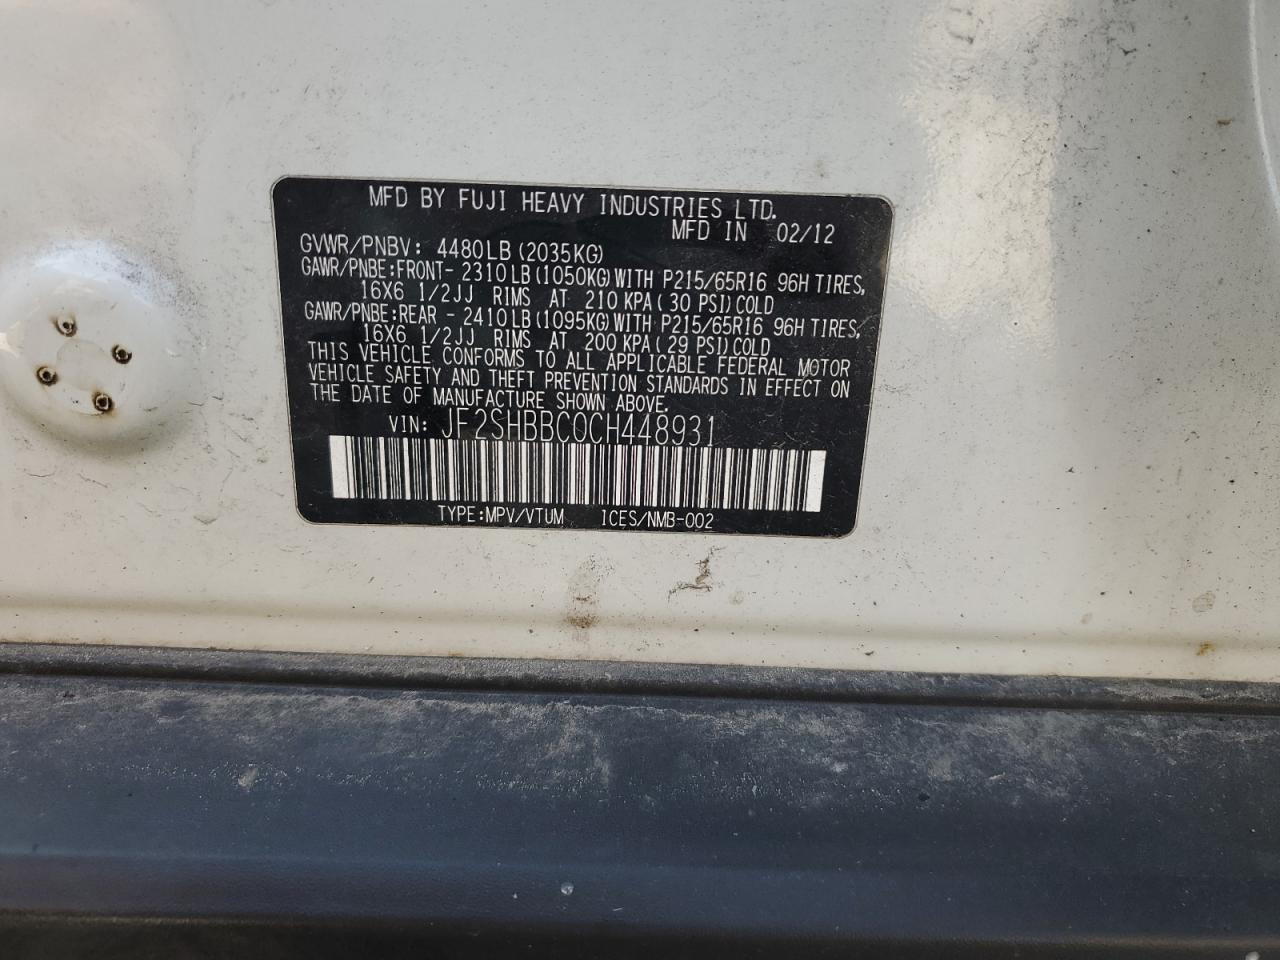 MFD BY FUJI HEAVY INDUSTRIES LTD.
MFD IN 02/12
GVWR/PNBV: 4480LB(2035KG)
GAWR/PNBE:FRONT- 2310LB(1050KG)WITH P215/65R16 96H TIRES,
16X6 1/2JJ RIMS AT 210 KPA( 30 PSI)COLD
GAWR/PNBE:REAR - 2410LB(1095KG)WITH P215/65R16 96H TIRES,
16X6 1/2JJ RIMS AT 200 KPA( 29 PSI)COLD
THIS VEHICLE CONFORMS TO ALL APPLICABLE FEDERAL MOTOR
VEHICLE SAFETY AND THEFT PREVENTION STANDARDS IN EFFECT ON
THE DATE OF MANUFACTURE SHOWN ABOVE.
VIN: JF2SHBBC0CH448931
TYPE:MPV/VTUM ICES/NMB-002